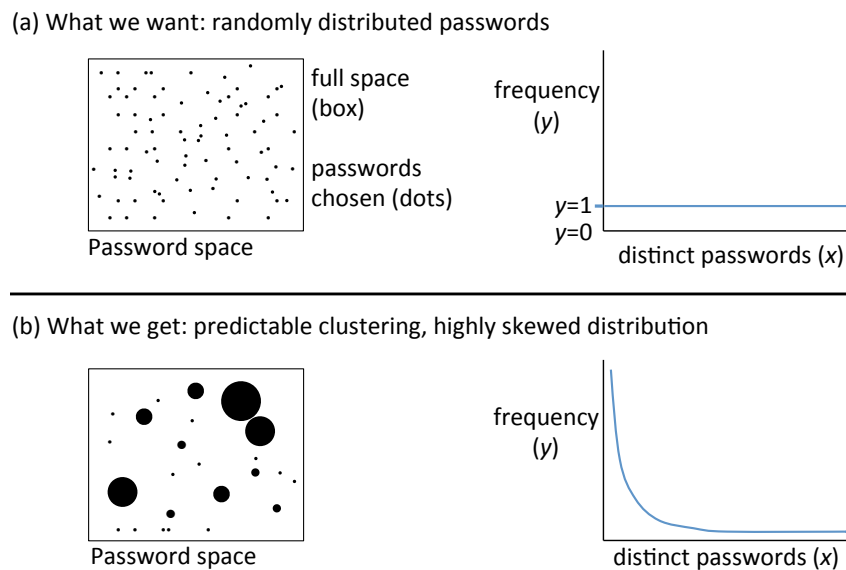 (a) What we want: randomly distributed passwords
full space
(box)
passwords
chosen (dots)
Password space
frequency
(y)
y=1
y=0
distinct passwords (x)
(b) What we get: predictable clustering, highly skewed distribution
Password space
frequency
(y)
distinct passwords (x)